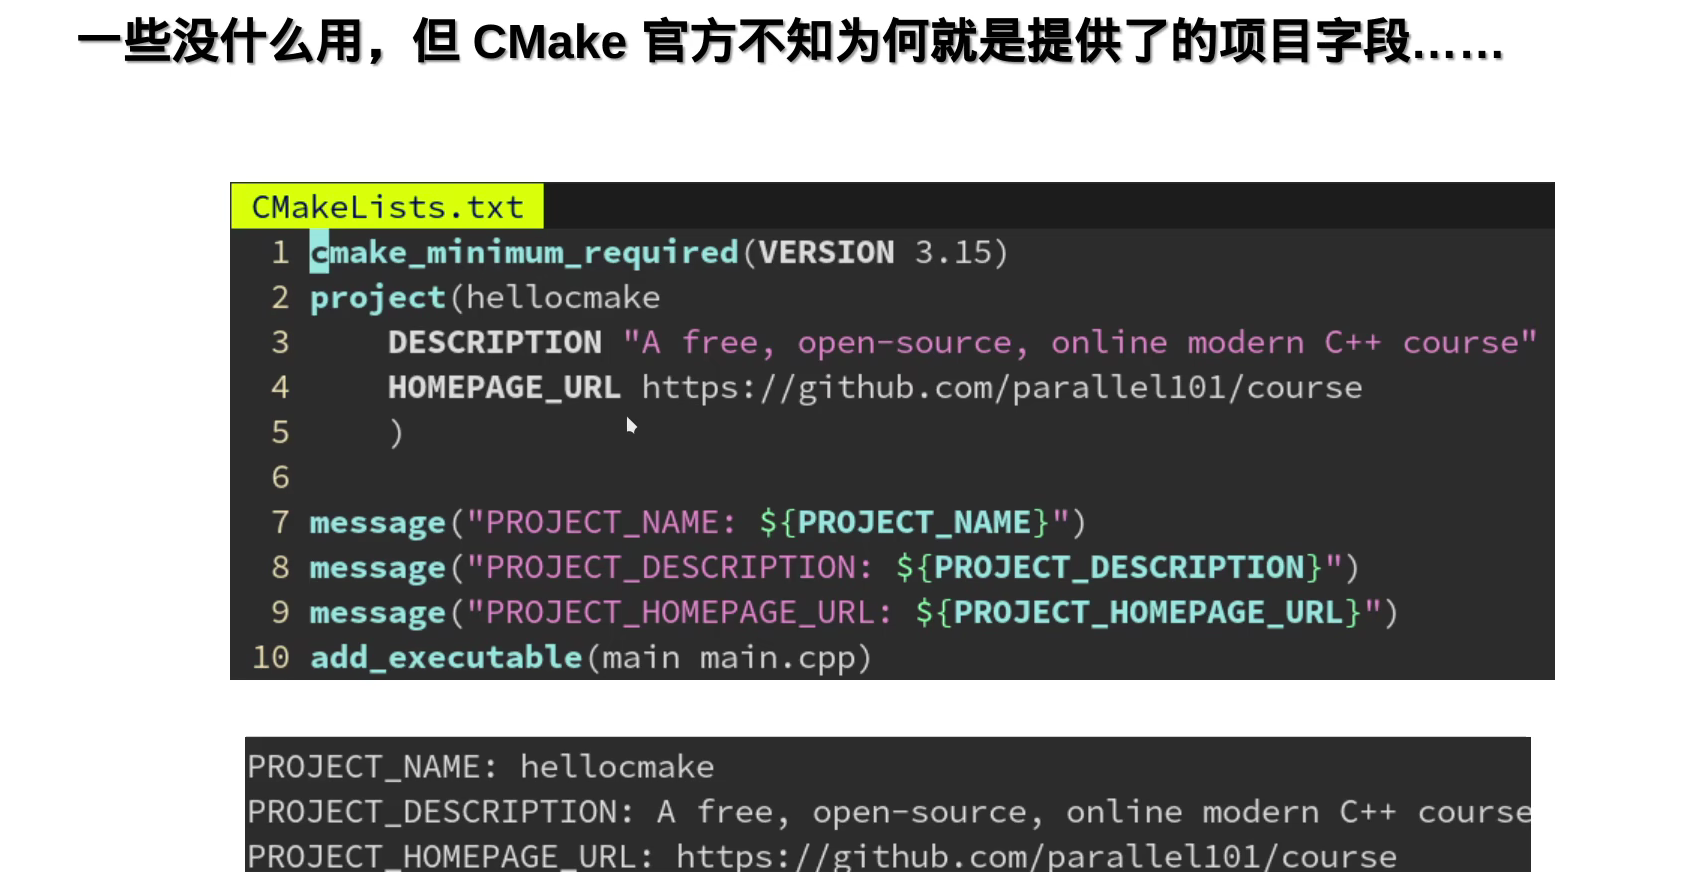 一些没什么用，但 CMake 官方不知为何就是提供了的项目字段……
CMakeLists.txt
1 cmake_minimum_required(VERSION 3.15)
2 project(hellocmake
3     DESCRIPTION "A free, open-source, online modern C++ course"
4     HOMEPAGE_URL https://github.com/parallel101/course
5     )
6
7 message("PROJECT_NAME: ${PROJECT_NAME}")
8 message("PROJECT_DESCRIPTION: ${PROJECT_DESCRIPTION}")
9 message("PROJECT_HOMEPAGE_URL: ${PROJECT_HOMEPAGE_URL}")
10 add_executable(main main.cpp)
PROJECT_NAME: hellocmake
PROJECT_DESCRIPTION: A free, open-source, online modern C++ course
PROJECT_HOMEPAGE_URL: https://github.com/parallel101/course